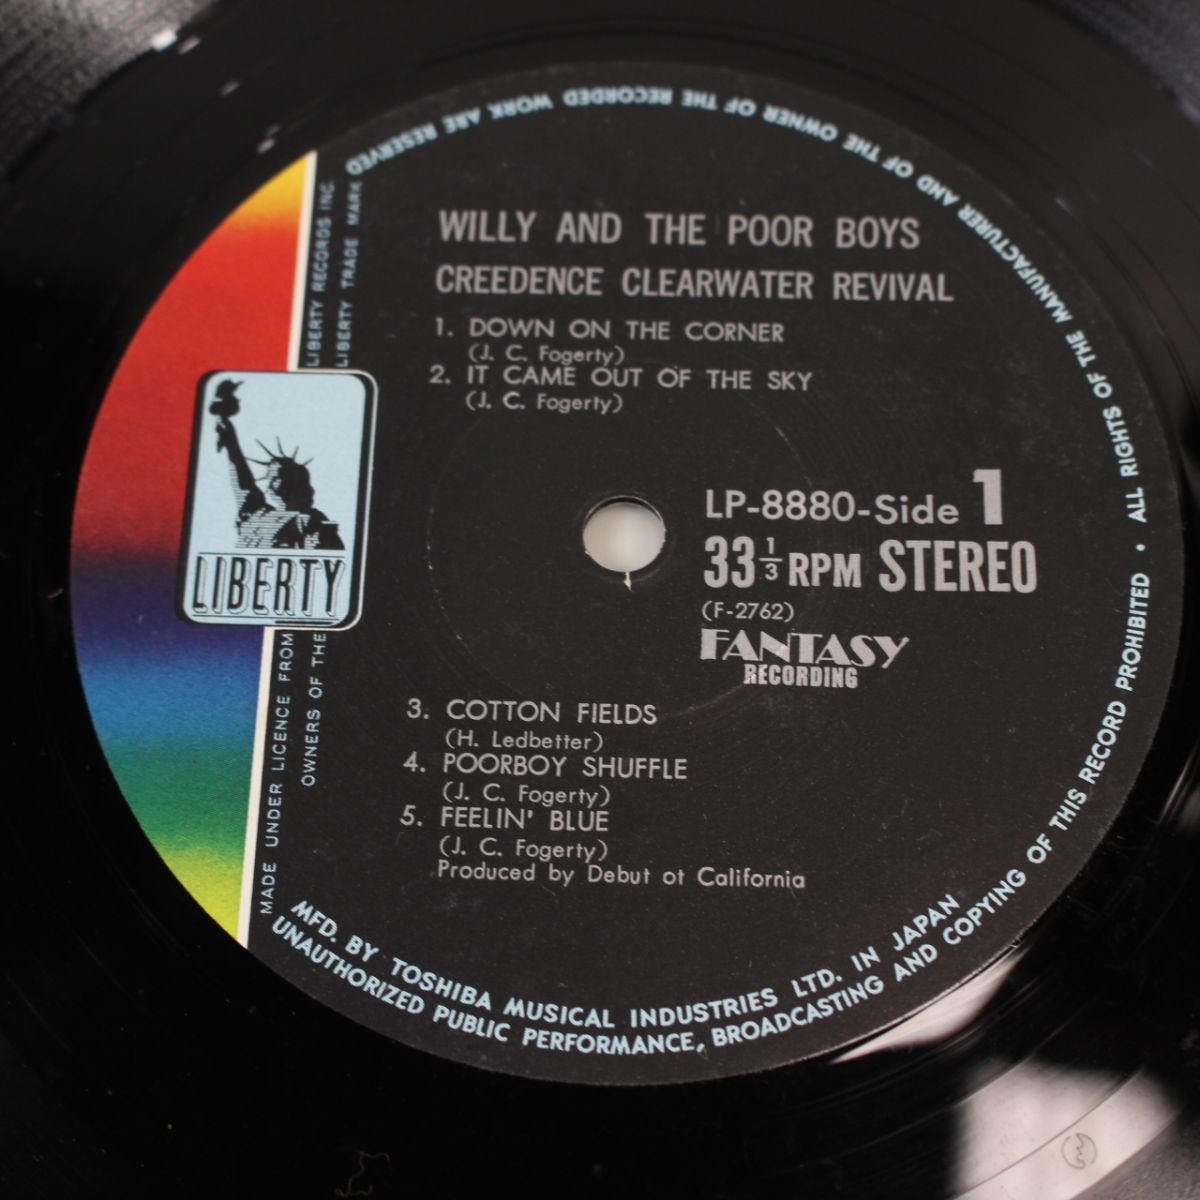 WILLY AND THE POOR BOYS
CREEDENCE CLEARWATER REVIVAL
1. DOWN ON THE CORNER
(J. C. Fogerty)
2. IT CAME OUT OF THE SKY
(J. C. Fogerty)
LP-8880-Side 1
33 1/3 RPM STEREO
(F-2762)
FANTASY
RECORDING
3. COTTON FIELDS
(H. Ledbetter)
4. POORBOY SHUFFLE
(J. C. Fogerty)
5. FEELIN' BLUE
(J. C. Fogerty)
Produced by Debut ot California
LIBERTY
MADE UNDER LICENCE FROM LIBERTY RECORDS INC.
OWNERS OF THE LIBERTY TRADE MARK
MFD. BY TOSHIBA MUSICAL INDUSTRIES LTD. IN JAPAN
ALL RIGHTS OF THE MANUFACTURER AND OF THE OWNER OF THE RECORDED WORK ARE RESERVED
UNAUTHORIZED PUBLIC PERFORMANCE, BROADCASTING AND COPYING OF THIS RECORD PROHIBITED •